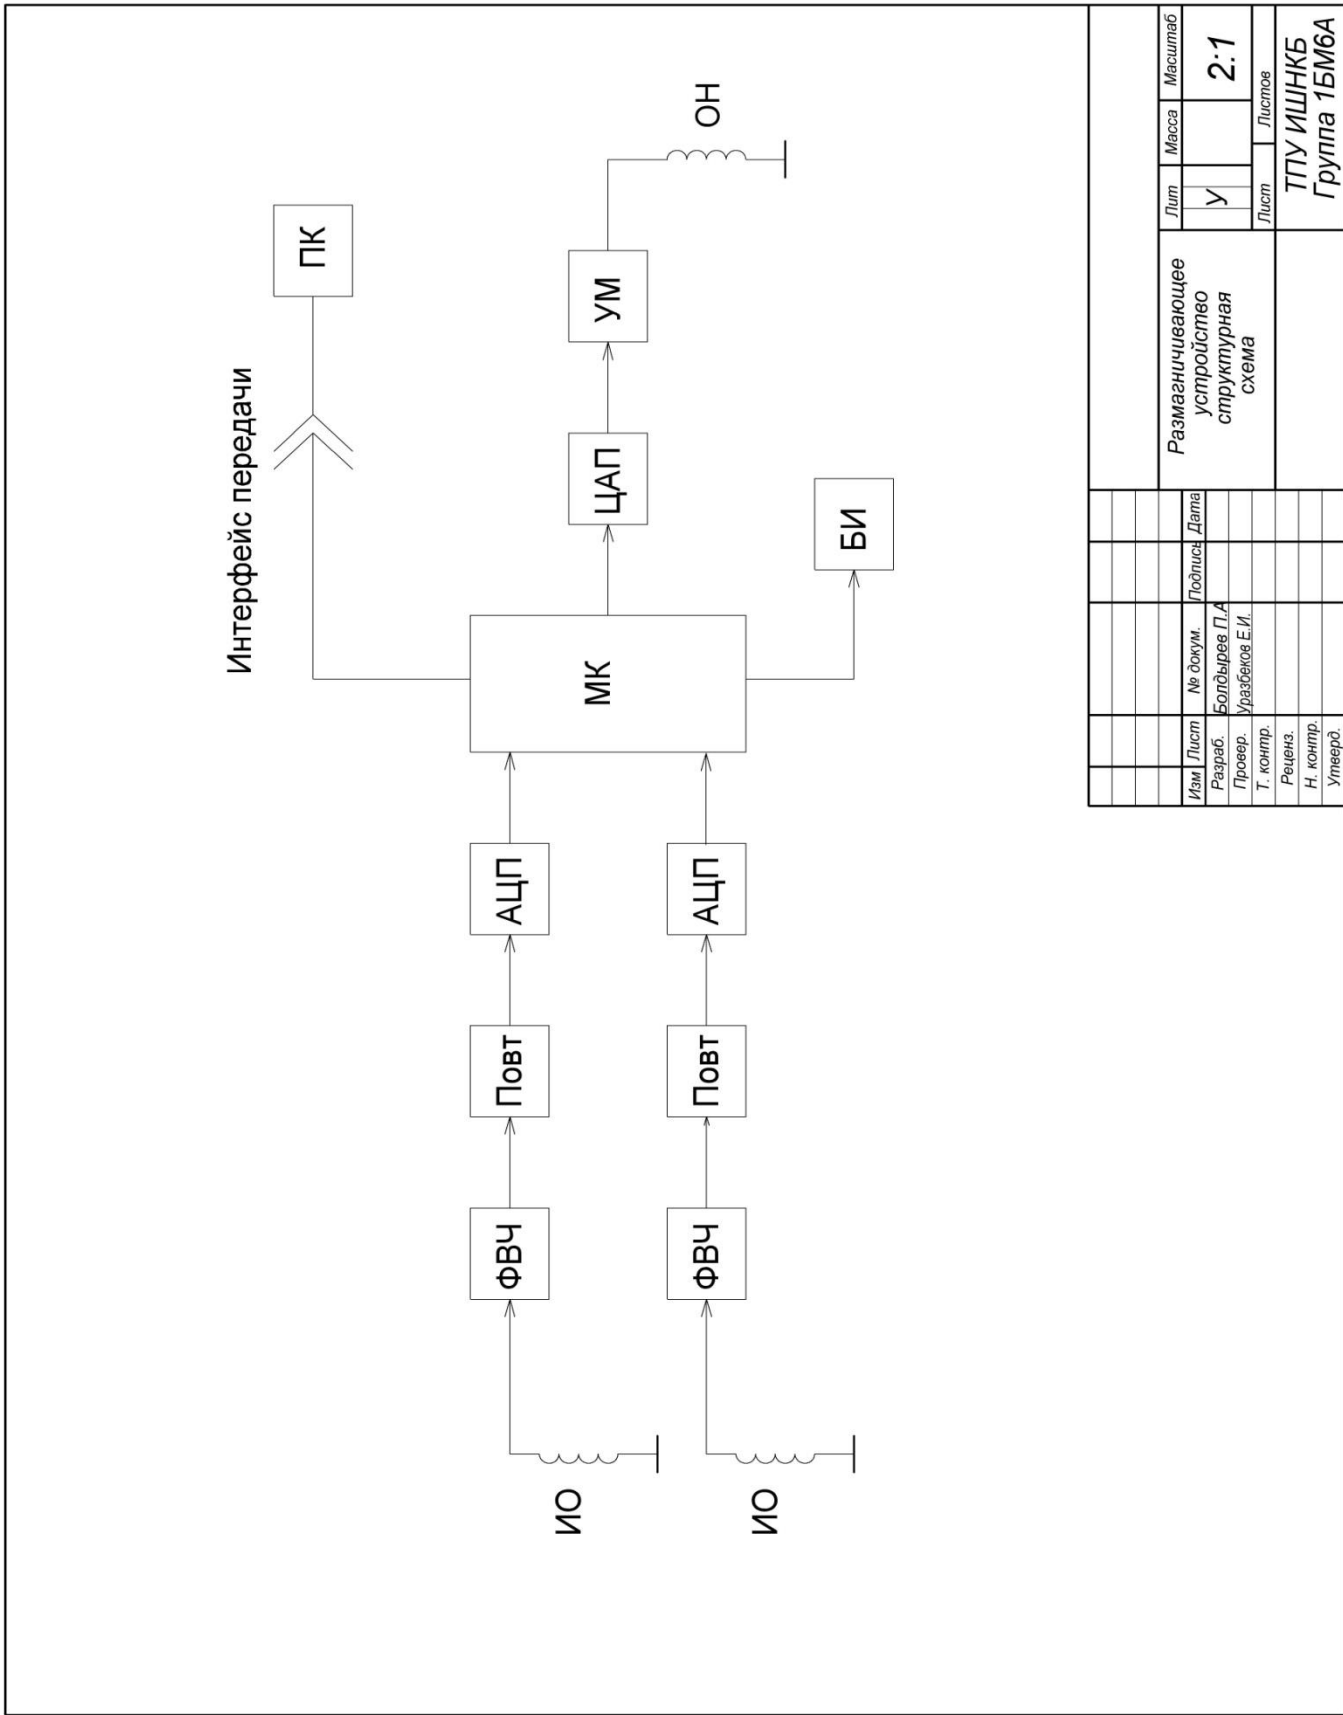 Интерфейс передачи
ПК
ИО
ФВЧ
Повт
АЦП
МК
ЦАП
УМ
ОН
ИО
ФВЧ
Повт
АЦП
БИ
Изм Лист № докум. Подпись Дата
Разраб. Болдырев П.А
Провер. Уразбеков Е.И.
Т. контр.
Реценз.
Н. контр.
Утверд.
Размагничивающее
устройство
структурная
схема
Лит Масса Масштаб
У 2:1
Лист Листов
ТПУ ИШНКБ
Группа 1БМ6А